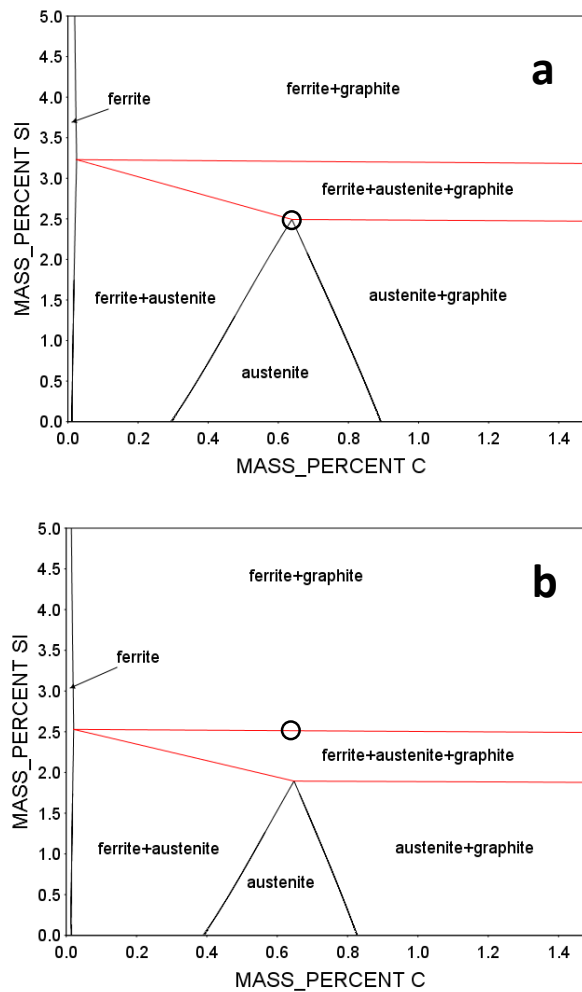 a
5.0
4.5
4.0
3.5
3.0
2.5
2.0
1.5
1.0
0.5
0.0
MASS_PERCENT SI
ferrite+graphite
ferrite
ferrite+austenite+graphite
ferrite+austenite
austenite+graphite
austenite
0.0 0.2 0.4 0.6 0.8 1.0 1.2 1.4
MASS_PERCENT C
b
5.0
4.5
4.0
3.5
3.0
2.5
2.0
1.5
1.0
0.5
0.0
MASS_PERCENT SI
ferrite+graphite
ferrite
ferrite+austenite+graphite
ferrite+austenite
austenite+graphite
austenite
0.0 0.2 0.4 0.6 0.8 1.0 1.2 1.4
MASS_PERCENT C